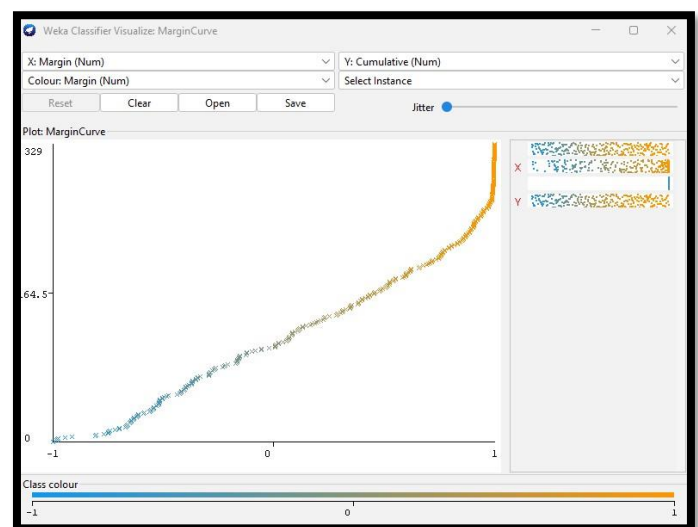 Weka Classifier Visualize: MarginCurve
X: Margin (Num)
Y: Cumulative (Num)
Colour: Margin (Num)
Select Instance
Reset
Clear
Open
Save
Jitter
Plot: MarginCurve
329
X
Y
64.5
0
-1
0
1
Class colour
-1
0
1